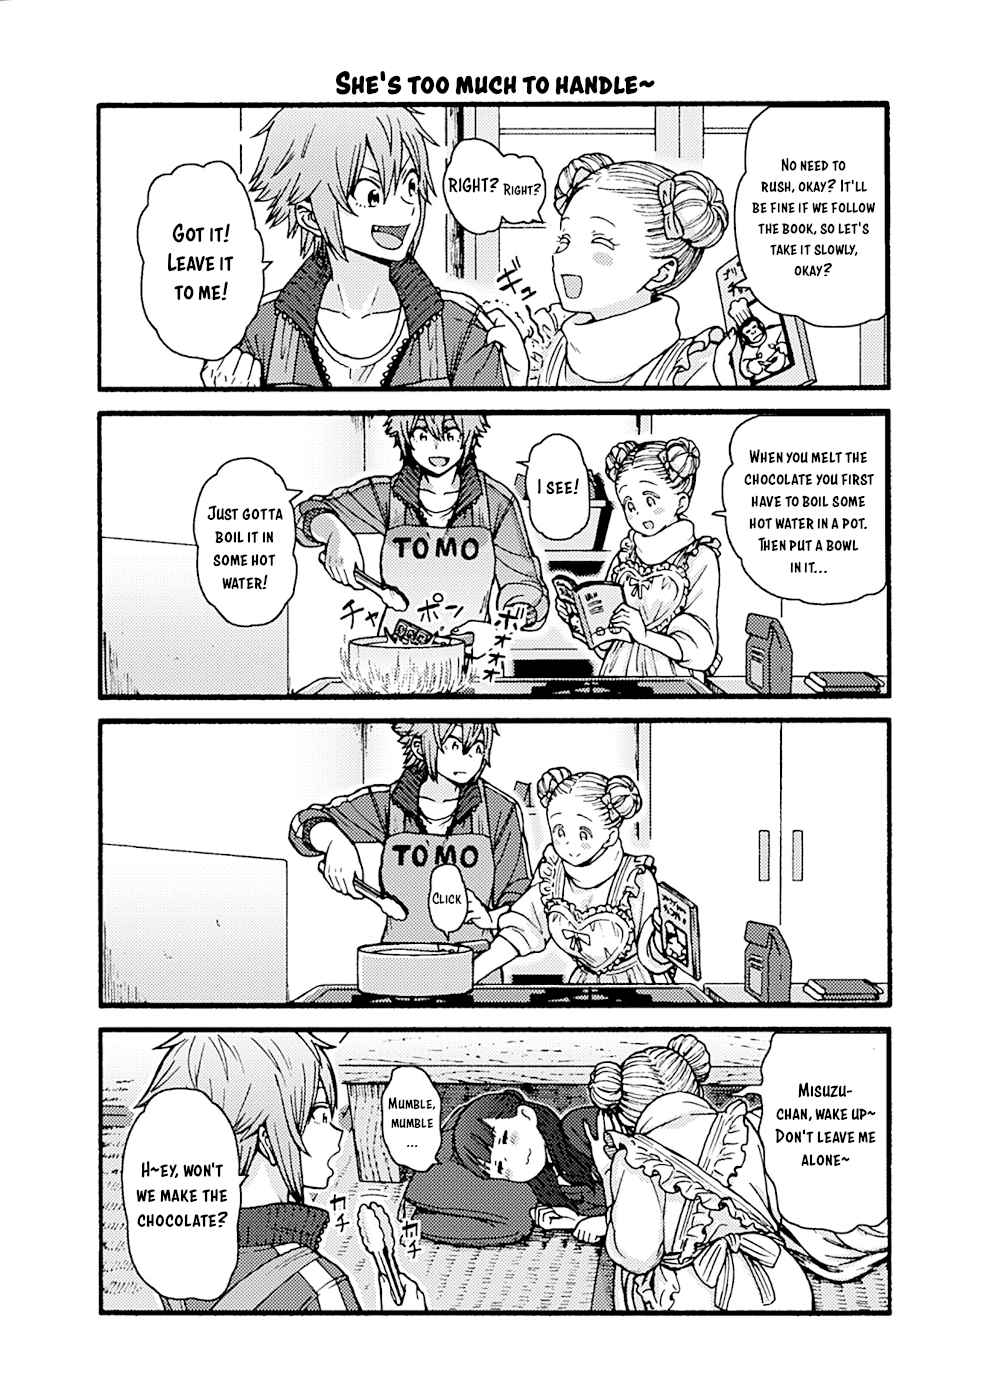 She's too much to handle~
No need to
rush, okay? It'll
be fine if we follow
the book, so let's
take it slowly,
okay?
Right? Right?
Got it!
Leave it
to me!
ギュ
When you melt the
chocolate you first
have to boil some
hot water in a pot.
Then put a bowl
in it...
I see!
Just gotta
boil it in
some hot
water!
TOMO
チャ
ポン
ボオオオ
Click
TOMO
Misuzu-
chan, wake up~
Don't leave me
alone~
Mumble,
mumble
...
H~ey, won't
we make the
chocolate?
カチ
カチ